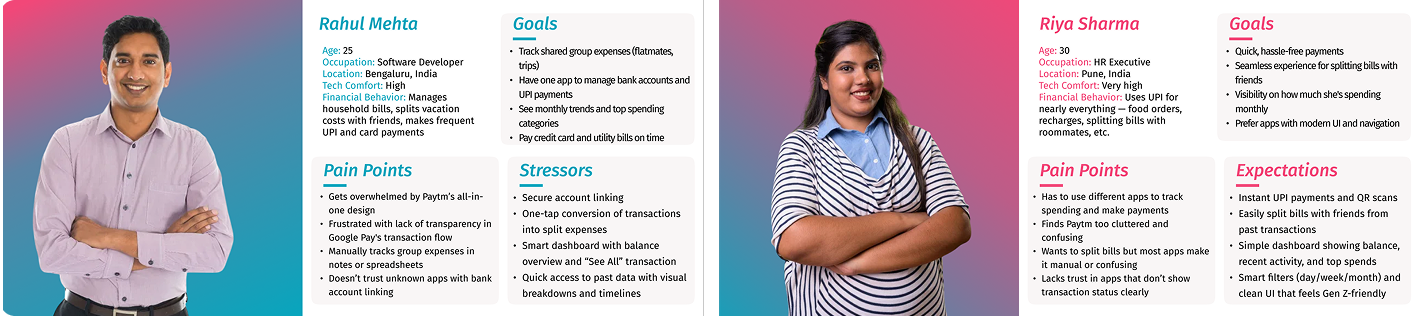 Rahul Mehta
Age: 25
Occupation: Software Developer
Location: Bengaluru, India
Tech Comfort: High
Financial Behavior: Manages
household bills, splits vacation
costs with friends, makes frequent
UPI and card payments
Goals
• Track shared group expenses (flatmates,
trips)
• Have one app to manage bank accounts and
UPI payments
• See monthly trends and top spending
categories
• Pay credit card and utility bills on time
Pain Points
• Gets overwhelmed by Paytm's all-in-
one design
• Frustrated with lack of transparency in
Google Pay's transaction flow
• Manually tracks group expenses in
notes or spreadsheets
• Doesn't trust unknown apps with bank
account linking
Stressors
• Secure account linking
• One-tap conversion of transactions
into split expenses
• Smart dashboard with balance
overview and "See All" transaction
• Quick access to past data with visual
breakdowns and timelines
Riya Sharma
Age: 30
Occupation: HR Executive
Location: Pune, India
Tech Comfort: Very high
Financial Behavior: Uses UPI for
nearly everything — food orders,
recharges, splitting bills with
roommates, etc.
Goals
• Quick, hassle-free payments
• Seamless experience for splitting bills with
friends
• Visibility on how much she's spending
monthly
• Prefer apps with modern UI and navigation
Pain Points
• Has to use different apps to track
spending and make payments
• Finds Paytm too cluttered and
confusing
• Wants to split bills but most apps make
it manual or confusing
• Lacks trust in apps that don't show
transaction status clearly
Expectations
• Instant UPI payments and QR scans
• Easily split bills with friends from
past transactions
• Simple dashboard showing balance,
recent activity, and top spends
• Smart filters (day/week/month) and
clean UI that feels Gen Z-friendly